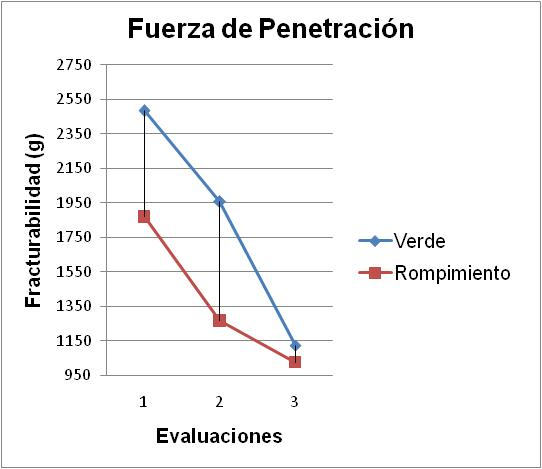 Fuerza de Penetración
2750
2550
2350
2150
1950
1750
1550
1350
1150
950
Fracturabilidad (g)
1
2
3
Evaluaciones
Verde
Rompimiento